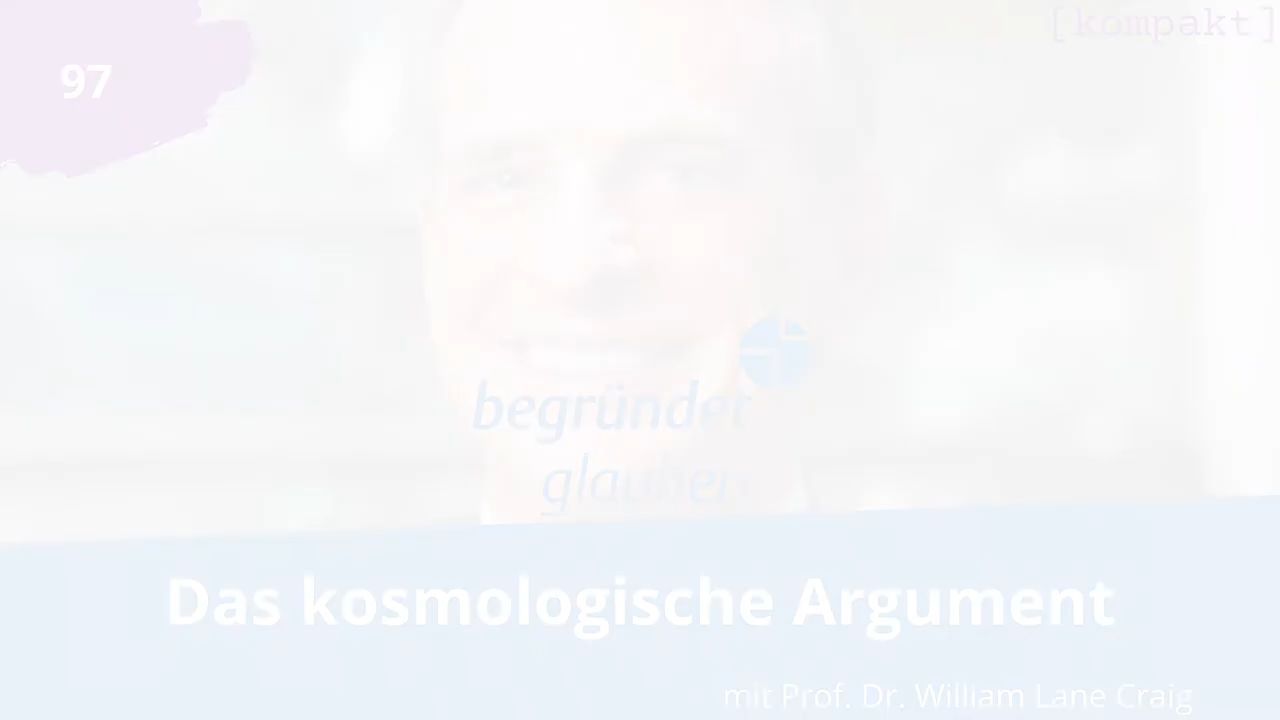 [kompakt]
97
begründet
glauben
Das kosmologische Argument
mit Prof. Dr. William Lane Craig